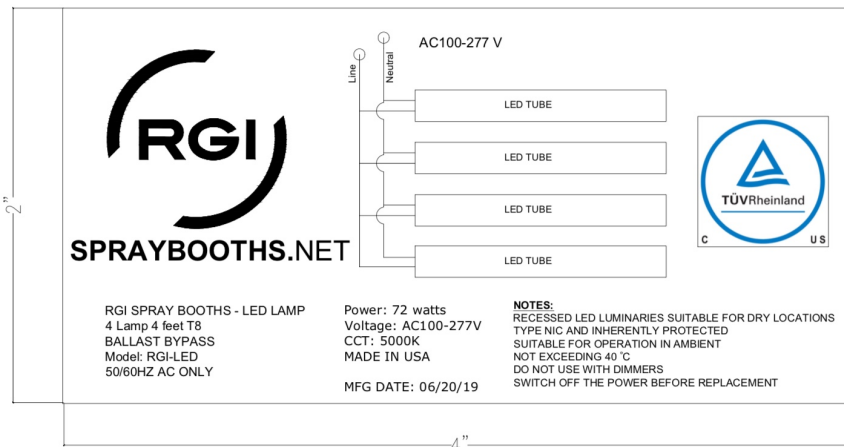 AC100-277 V
Line
Neutral
LED TUBE
LED TUBE
LED TUBE
LED TUBE
RGI
SPRAYBOOTHS.NET
TÜVRheinland
C US
2"
RGI SPRAY BOOTHS - LED LAMP
4 Lamp 4 feet T8
BALLAST BYPASS
Model: RGI-LED
50/60HZ AC ONLY
Power: 72 watts
Voltage: AC100-277V
CCT: 5000K
MADE IN USA
MFG DATE: 06/20/19
NOTES:
RECESSED LED LUMINARIES SUITABLE FOR DRY LOCATIONS
TYPE NIC AND INHERENTLY PROTECTED
SUITABLE FOR OPERATION IN AMBIENT
NOT EXCEEDING 40 °C
DO NOT USE WITH DIMMERS
SWITCH OFF THE POWER BEFORE REPLACEMENT
4"